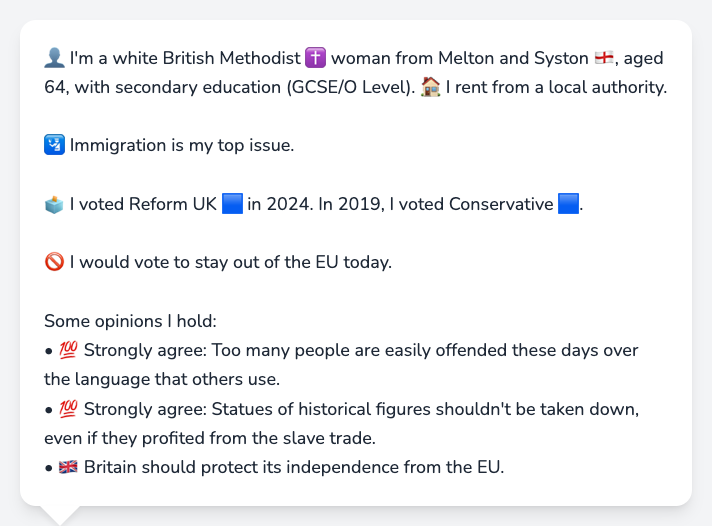 👤 I'm a white British Methodist ✝️ woman from Melton and Syston 🏴󠁧󠁢󠁥󠁮󠁧󠁿, aged
64, with secondary education (GCSE/O Level). 🏠 I rent from a local authority.
🛂 Immigration is my top issue.
🗳️ I voted Reform UK 🟦 in 2024. In 2019, I voted Conservative 🟦.
🚫 I would vote to stay out of the EU today.
Some opinions I hold:
• 💯 Strongly agree: Too many people are easily offended these days over
the language that others use.
• 💯 Strongly agree: Statues of historical figures shouldn't be taken down,
even if they profited from the slave trade.
• 🇬🇧 Britain should protect its independence from the EU.